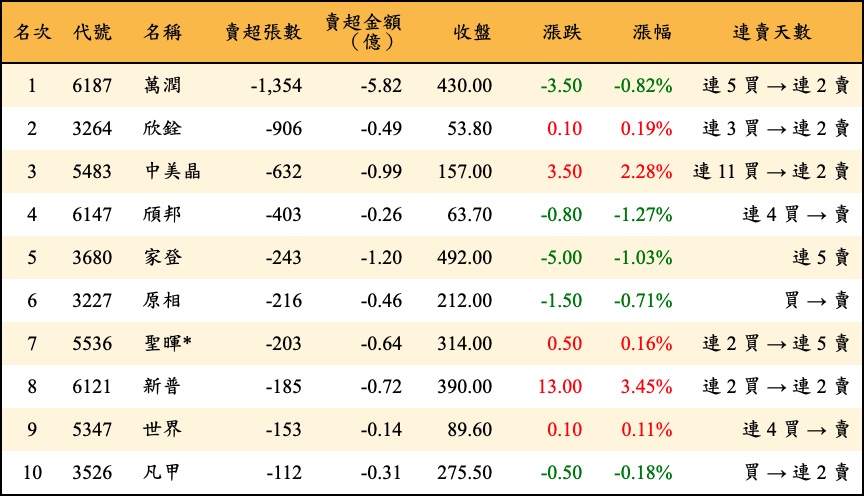 名次 代號 名稱 賣超張數 賣超金額（億） 收盤 漲跌 漲幅 連賣天數
1 6187 萬潤 -1,354 -5.82 430.00 -3.50 -0.82% 連 5 買 → 連 2 賣
2 3264 欣銓 -906 -0.49 53.80 0.10 0.19% 連 3 買 → 連 2 賣
3 5483 中美晶 -632 -0.99 157.00 3.50 2.28% 連 11 買 → 連 2 賣
4 6147 頎邦 -403 -0.26 63.70 -0.80 -1.27% 連 4 買 → 賣
5 3680 家登 -243 -1.20 492.00 -5.00 -1.03% 連 5 賣
6 3227 原相 -216 -0.46 212.00 -1.50 -0.71% 買 → 賣
7 5536 聖暉* -203 -0.64 314.00 0.50 0.16% 連 2 買 → 連 5 賣
8 6121 新普 -185 -0.72 390.00 13.00 3.45% 連 2 買 → 連 2 賣
9 5347 世界 -153 -0.14 89.60 0.10 0.11% 連 4 買 → 賣
10 3526 凡甲 -112 -0.31 275.50 -0.50 -0.18% 買 → 連 2 賣